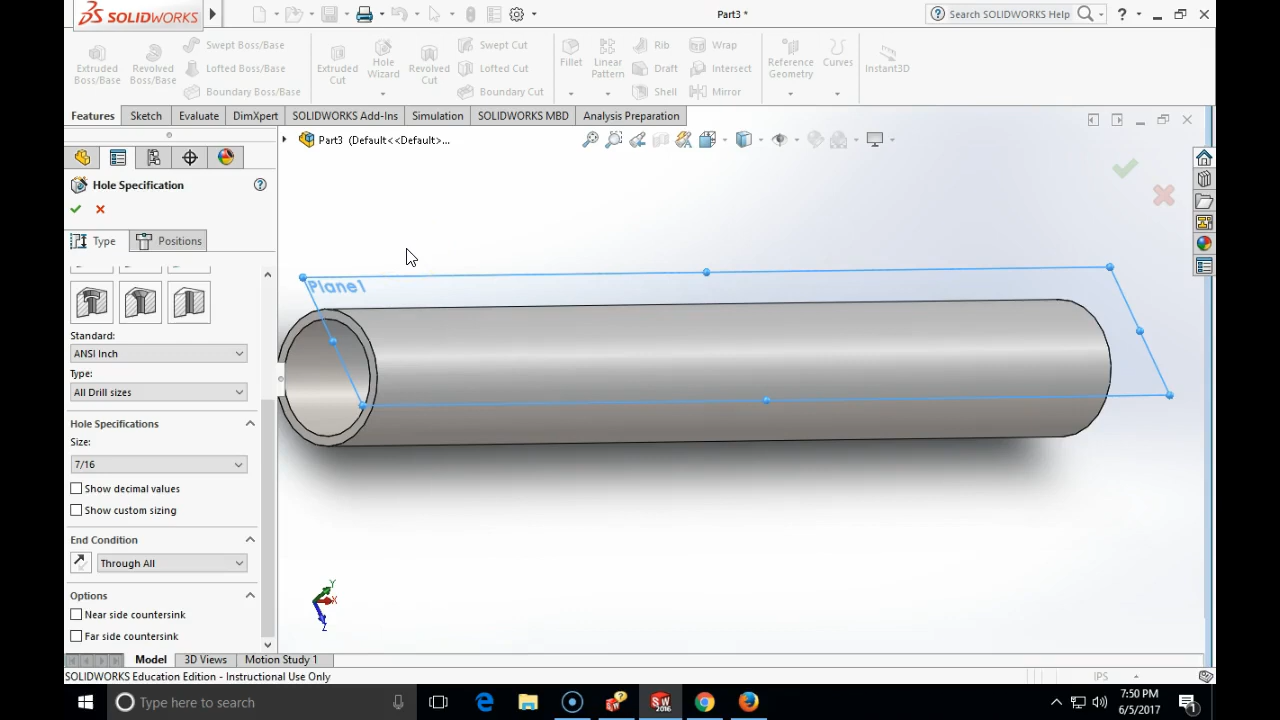 SOLIDWORKS
Part3 *
Search SOLIDWORKS Help
Extruded Boss/Base
Revolved Boss/Base
Swept Boss/Base
Lofted Boss/Base
Boundary Boss/Base
Extruded Cut
Hole Wizard
Revolved Cut
Swept Cut
Lofted Cut
Boundary Cut
Fillet
Linear Pattern
Rib
Draft
Shell
Wrap
Intersect
Mirror
Reference Geometry
Curves
Instant3D
Features
Sketch
Evaluate
DimXpert
SOLIDWORKS Add-Ins
Simulation
SOLIDWORKS MBD
Analysis Preparation
Part3 (Default<<Default>...
Hole Specification
Type
Positions
Standard:
ANSI Inch
Type:
All Drill sizes
Hole Specifications
Size:
7/16
Show decimal values
Show custom sizing
End Condition
Through All
Options
Near side countersink
Far side countersink
Plane1
Y
X
Z
Model
3D Views
Motion Study 1
SOLIDWORKS Education Edition - Instructional Use Only
IPS
Type here to search
SW
2016
7:50 PM
6/5/2017
1